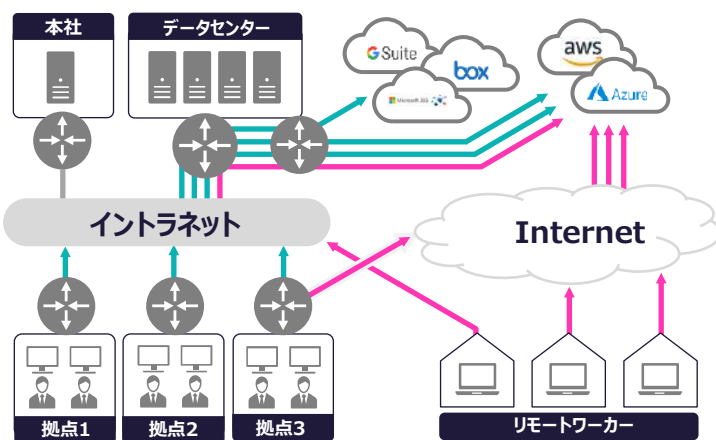 本社
データセンター
G Suite
box
Microsoft 365
aws
Azure
イントラネット
Internet
拠点1
拠点2
拠点3
リモートワーカー